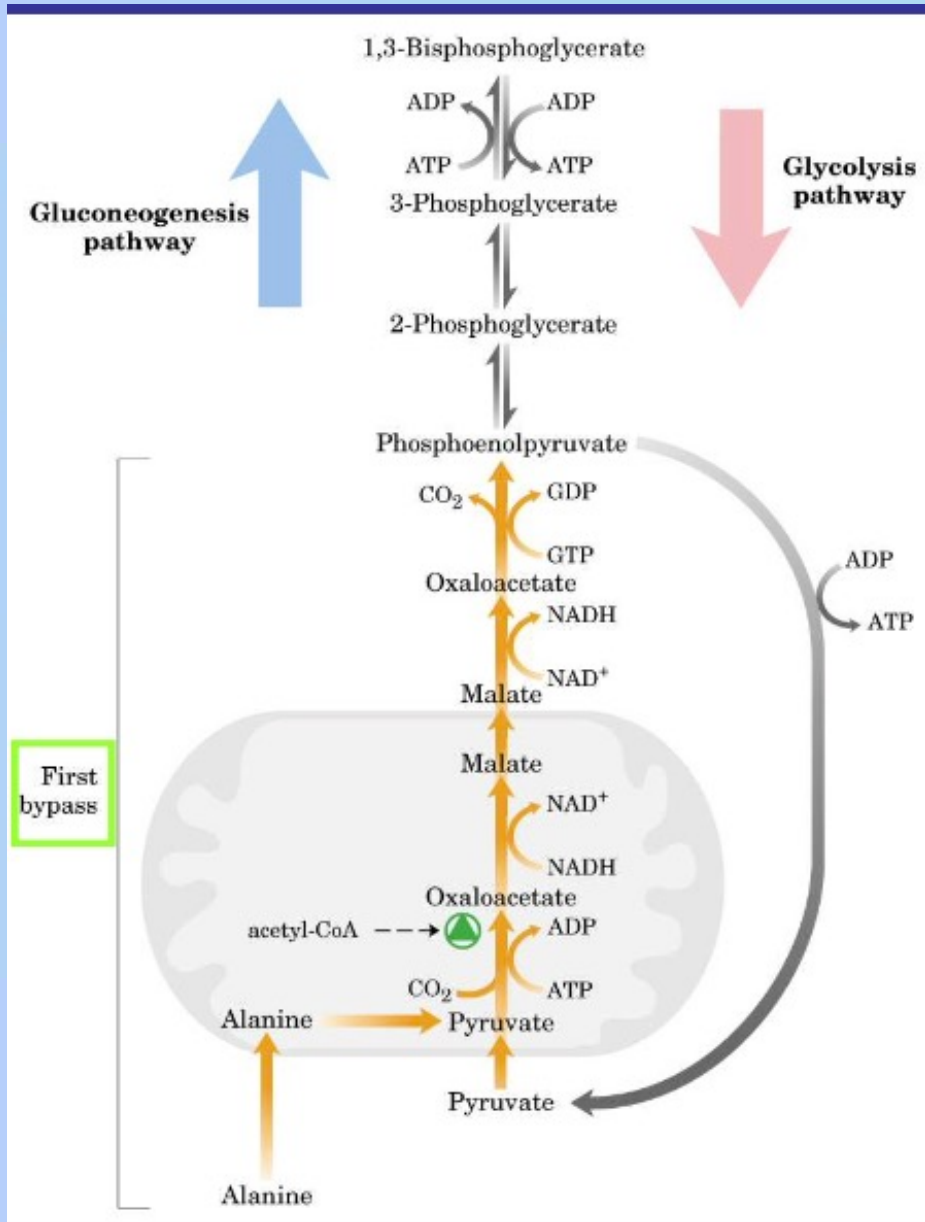 1,3-Bisphosphoglycerate
ADP ADP
ATP ATP
Gluconeogenesis
pathway
Glycolysis
pathway
3-Phosphoglycerate
2-Phosphoglycerate
Phosphoenolpyruvate
CO2 GDP
GTP
Oxaloacetate
ADP
ATP
NADH
NAD+
Malate
Malate
First
bypass
NAD+
NADH
Oxaloacetate
acetyl-CoA
ADP
CO2 ATP
Alanine Pyruvate
Pyruvate
Alanine